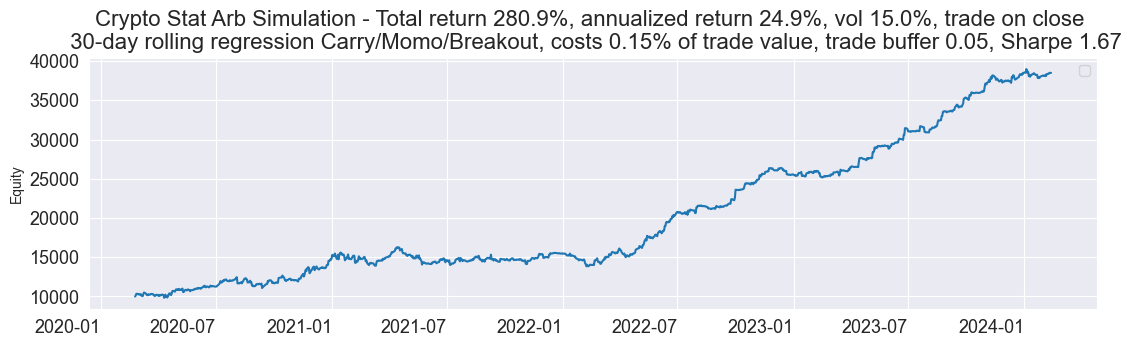 Crypto Stat Arb Simulation - Total return 280.9%, annualized return 24.9%, vol 15.0%, trade on close
30-day rolling regression Carry/Momo/Breakout, costs 0.15% of trade value, trade buffer 0.05, Sharpe 1.67
40000
35000
30000
25000
20000
15000
10000
Equity
2020-01 2020-07 2021-01 2021-07 2022-01 2022-07 2023-01 2023-07 2024-01